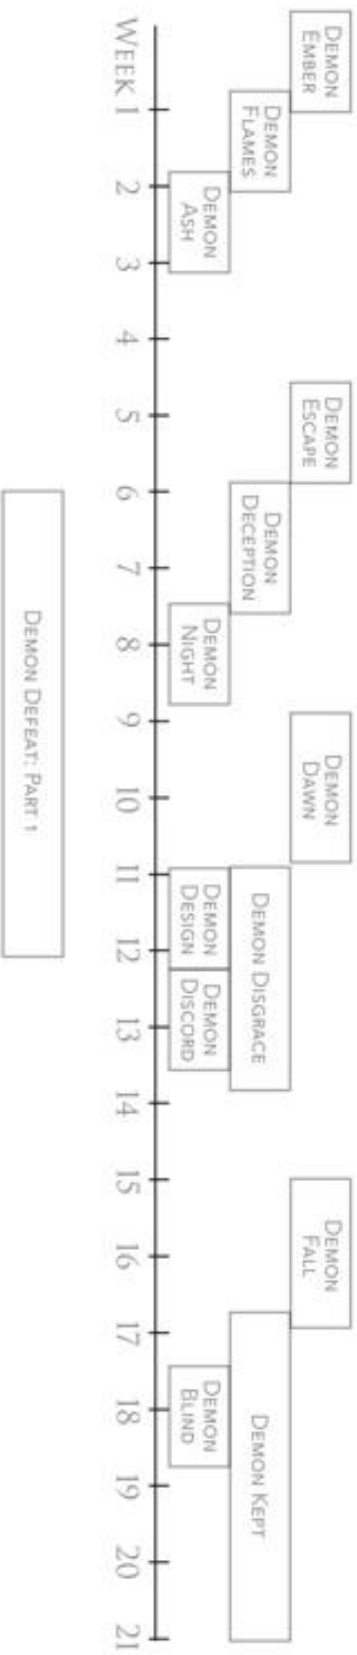 DEMON
EMBER
DEMON
FLAMES
DEMON
ASH
DEMON
ESCAPE
DEMON
DECEPTION
DEMON
NIGHT
DEMON
DAWN
DEMON DISGRACE
DEMON
DESIGN
DEMON
DISCORD
DEMON
FALL
DEMON KEPT
DEMON
BLIND
WEEK 1 2 3 4 5 6 7 8 9 10 11 12 13 14 15 16 17 18 19 20 21
DEMON DEFEAT: PART 1